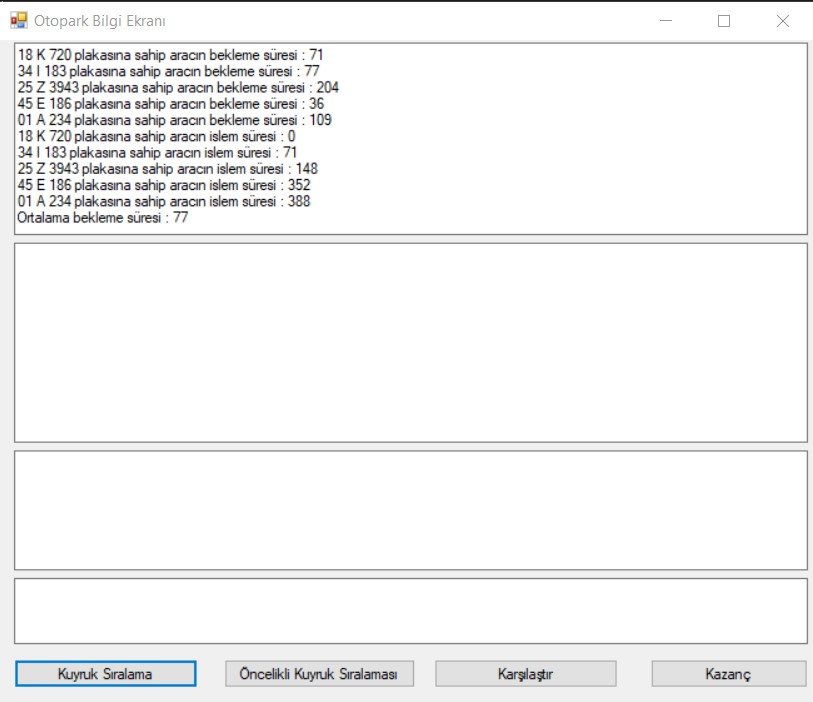 Otopark Bilgi Ekranı
18 K 720 plakasına sahip aracın bekleme süresi : 71
34 I 183 plakasına sahip aracın bekleme süresi : 77
25 Z 3943 plakasına sahip aracın bekleme süresi : 204
45 E 186 plakasına sahip aracın bekleme süresi : 36
01 A 234 plakasına sahip aracın bekleme süresi : 109
18 K 720 plakasına sahip aracın islem süresi : 0
34 I 183 plakasına sahip aracın islem süresi : 71
25 Z 3943 plakasına sahip aracın islem süresi : 148
45 E 186 plakasına sahip aracın islem süresi : 352
01 A 234 plakasına sahip aracın islem süresi : 388
Ortalama bekleme süresi : 77
Kuyruk Sıralama
Öncelikli Kuyruk Sıralaması
Karşılaştır
Kazanç